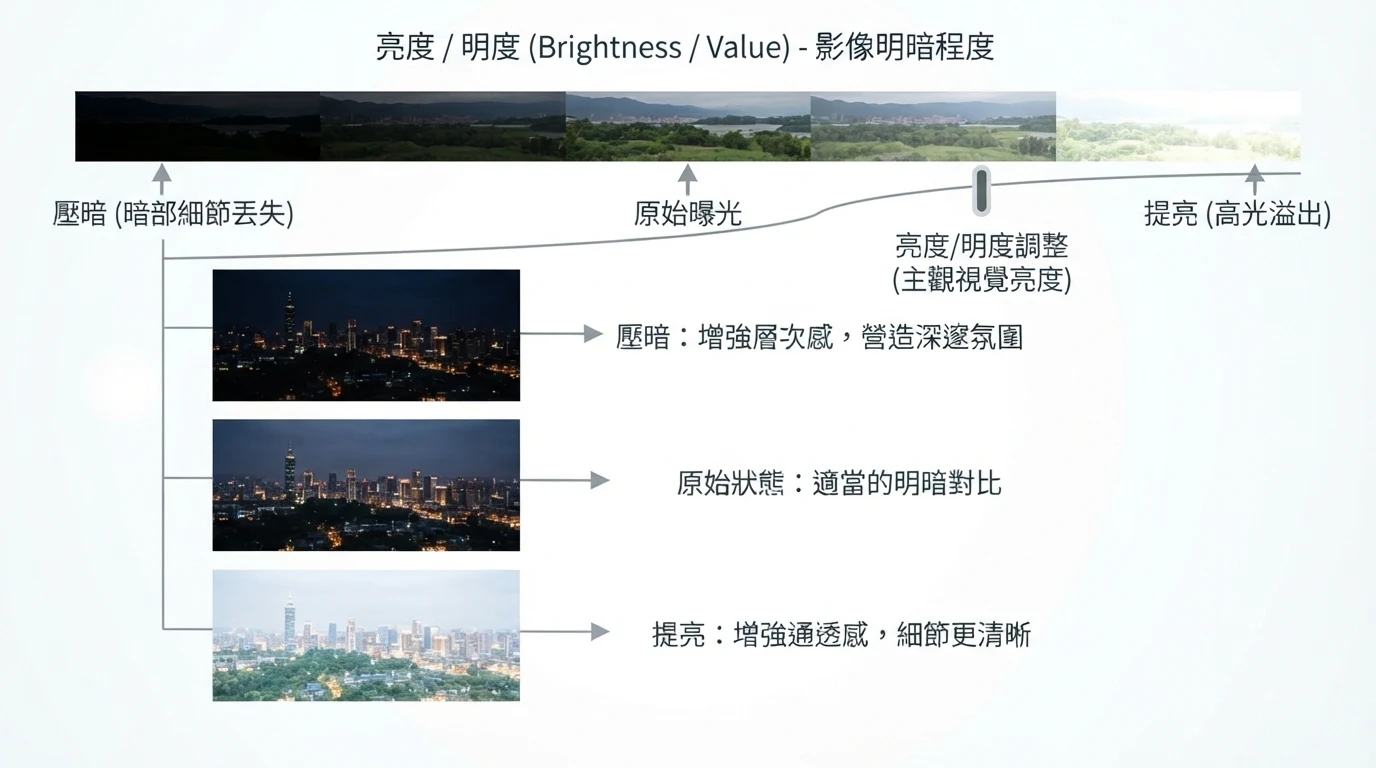 亮度 / 明度 (Brightness / Value) - 影像明暗程度
壓暗 (暗部細節丟失)
原始曝光
提亮 (高光溢出)
亮度/明度調整
(主觀視覺亮度)
壓暗：增強層次感，營造深邃氛圍
原始狀態：適當的明暗對比
提亮：增強通透感，細節更清晰